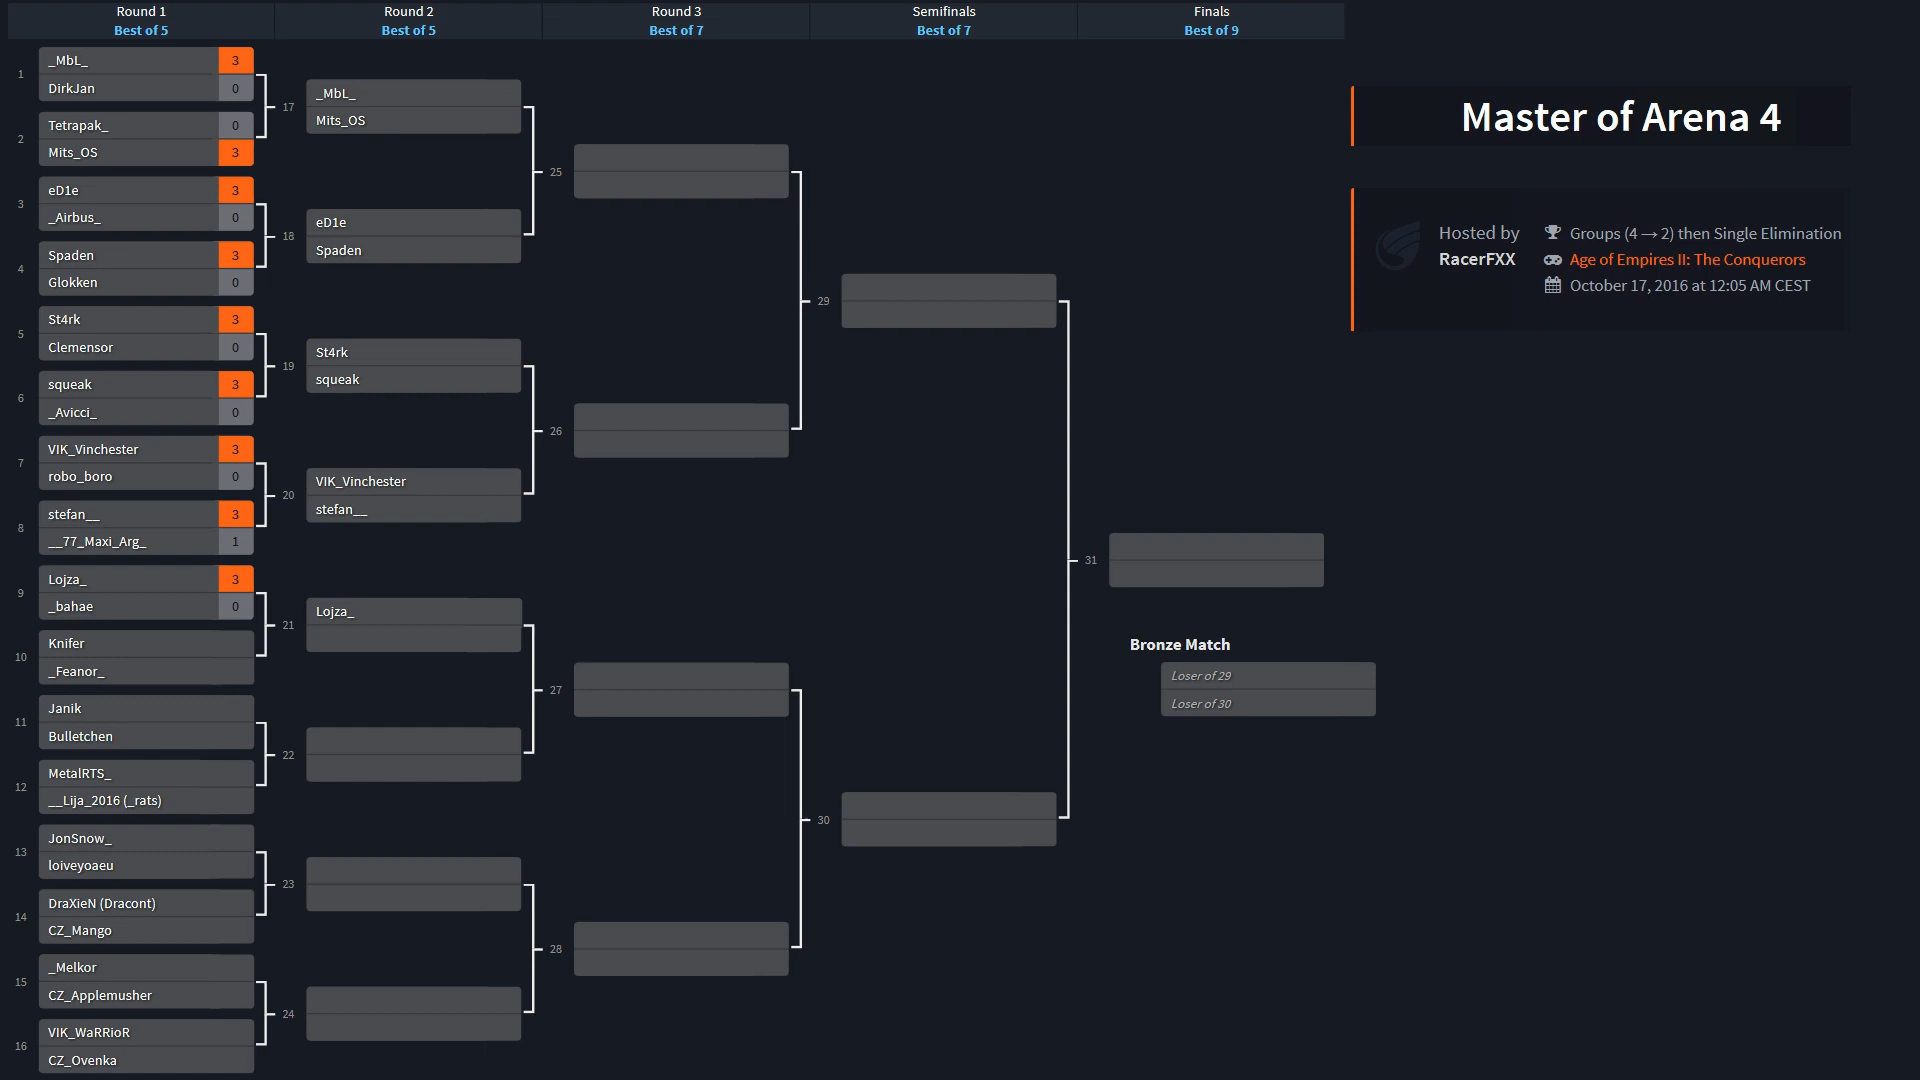 Round 1
Best of 5
Round 2
Best of 5
Round 3
Best of 7
Semifinals
Best of 7
Finals
Best of 9
1
_MbL_ 3
DirkJan 0
2
Tetrapak_ 0
Mits_OS 3
3
eD1e 3
_Airbus_ 0
4
Spaden 3
Glokken 0
5
St4rk 3
Clemensor 0
6
squeak 3
_Avicci_ 0
7
VIK_Vinchester 3
robo_boro 0
8
stefan__ 3
__77_Maxi_Arg_ 1
9
Lojza_ 3
_bahae 0
10
Knifer
_Feanor_
11
Janik
Bulletchen
12
MetalRTS_
__Lija_2016 (_rats)
13
JonSnow_
loiveyoaeu
14
DraXieN (Dracont)
CZ_Mango
15
_Melkor
CZ_Applemusher
16
VIK_WaRRioR
CZ_Ovenka
17
_MbL_
Mits_OS
18
eD1e
Spaden
19
St4rk
squeak
20
VIK_Vinchester
stefan__
21
Lojza_
22
23
24
25
26
27
28
29
30
31
Bronze Match
Loser of 29
Loser of 30
Master of Arena 4
Hosted by
RacerFXX
Groups (4 → 2) then Single Elimination
Age of Empires II: The Conquerors
October 17, 2016 at 12:05 AM CEST